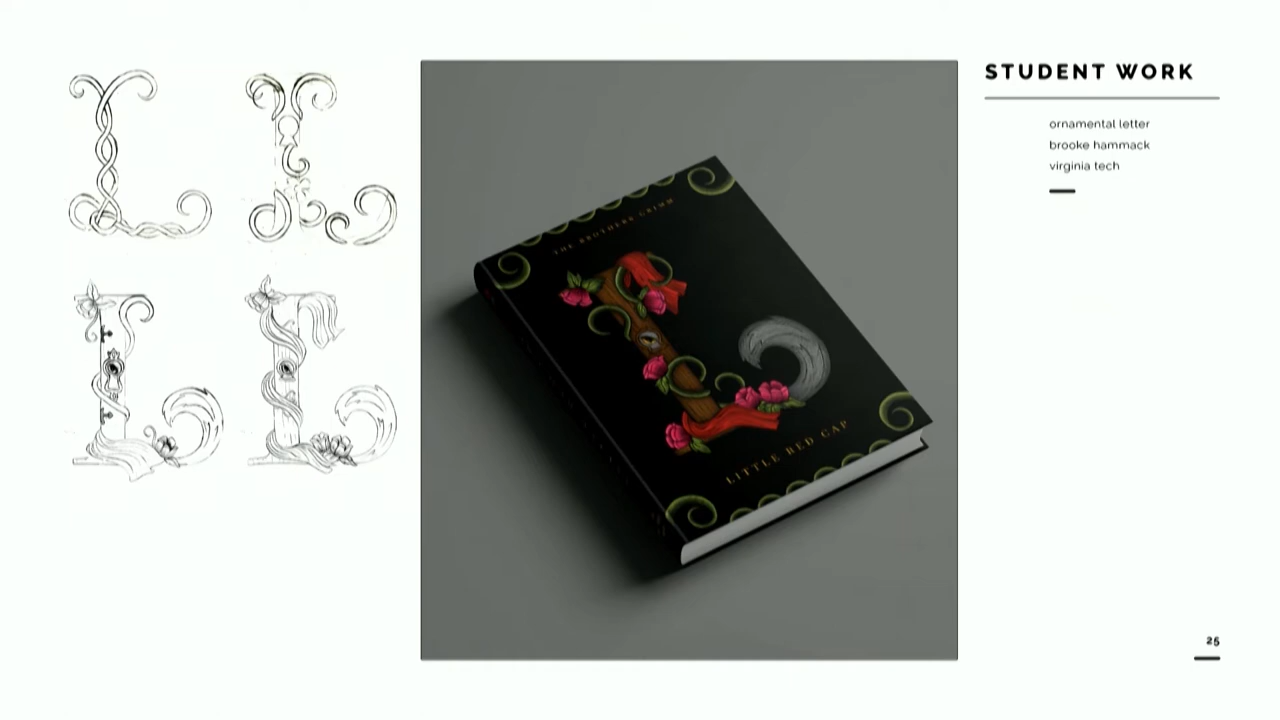 STUDENT WORK
ornamental letter
brooke hammack
virginia tech
THE BROTHERS GRIMM
L
LITTLE RED CAP
25